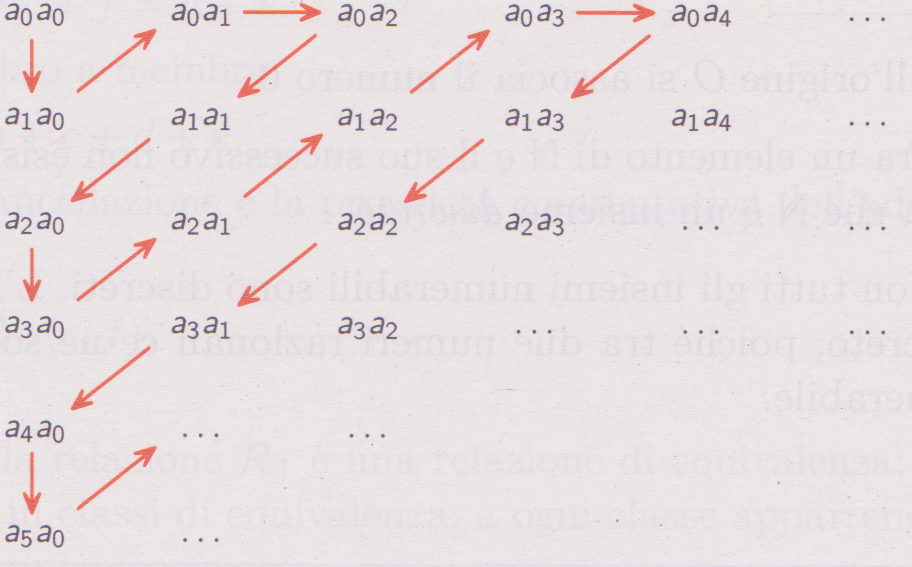 a₀a₀ a₀a₁ a₀a₂ a₀a₃ a₀a₄ ...
a₁a₀ a₁a₁ a₁a₂ a₁a₃ a₁a₄ ...
a₂a₀ a₂a₁ a₂a₂ a₂a₃ ... ...
a₃a₀ a₃a₁ a₃a₂ ... ... ...
a₄a₀ ... ...
a₅a₀ ...